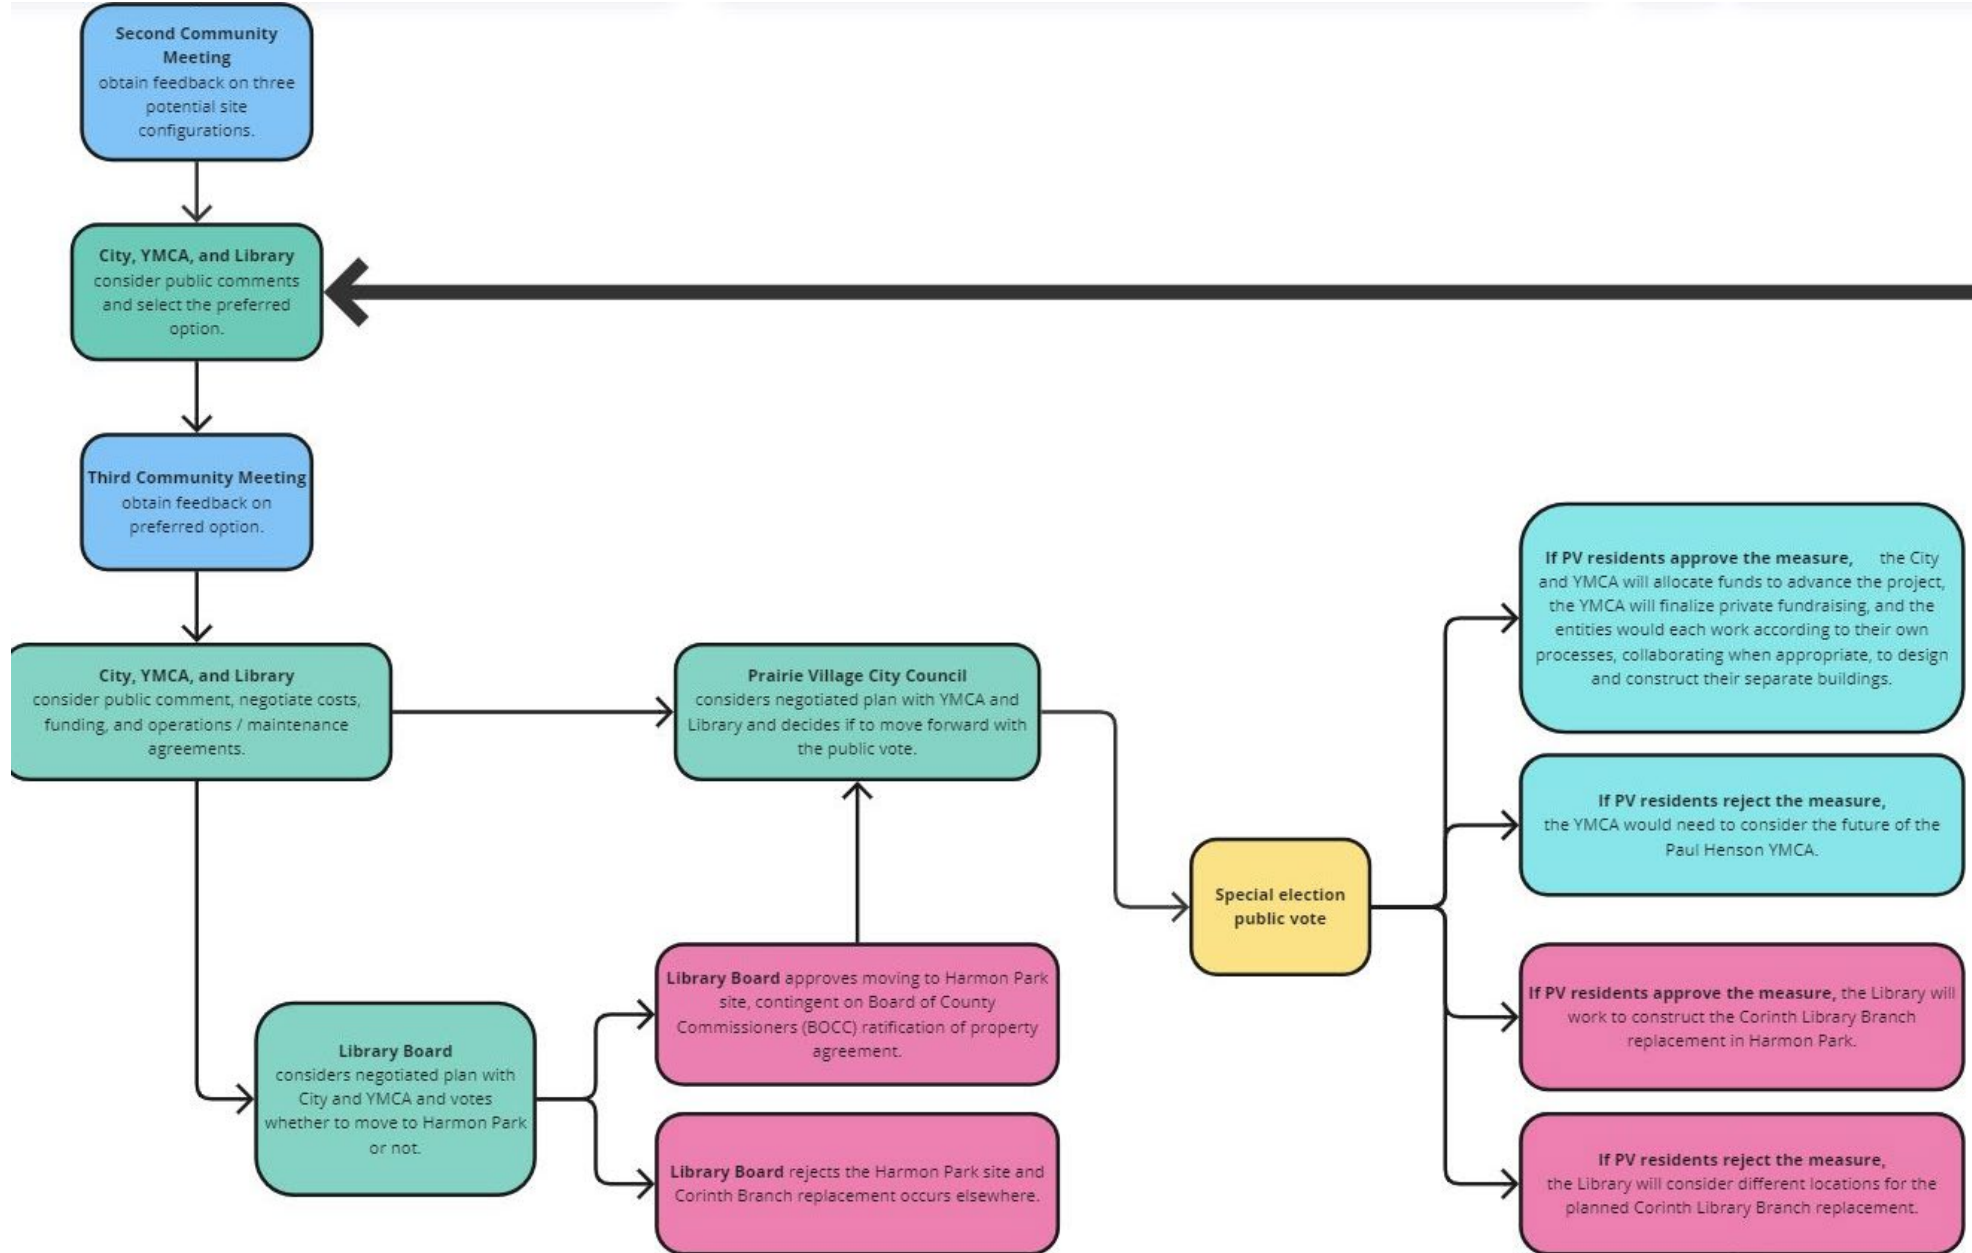 Second Community
Meeting
obtain feedback on three
potential site
configurations.
City, YMCA, and Library
consider public comments
and select the preferred
option.
Third Community Meeting
obtain feedback on
preferred option.
City, YMCA, and Library
consider public comment, negotiate costs,
funding, and operations / maintenance
agreements.
Prairie Village City Council
considers negotiated plan with YMCA and
Library and decides if to move forward with
the public vote.
Library Board
considers negotiated plan with
City and YMCA and votes
whether to move to Harmon Park
or not.
Library Board approves moving to Harmon Park
site, contingent on Board of County
Commissioners (BOCC) ratification of property
agreement.
Library Board rejects the Harmon Park site and
Corinth Branch replacement occurs elsewhere.
Special election
public vote
If PV residents approve the measure, the City
and YMCA will allocate funds to advance the project,
the YMCA will finalize private fundraising, and the
entities would each work according to their own
processes, collaborating when appropriate, to design
and construct their separate buildings.
If PV residents reject the measure,
the YMCA would need to consider the future of the
Paul Henson YMCA.
If PV residents approve the measure, the Library will
work to construct the Corinth Library Branch
replacement in Harmon Park.
If PV residents reject the measure,
the Library will consider different locations for the
planned Corinth Library Branch replacement.